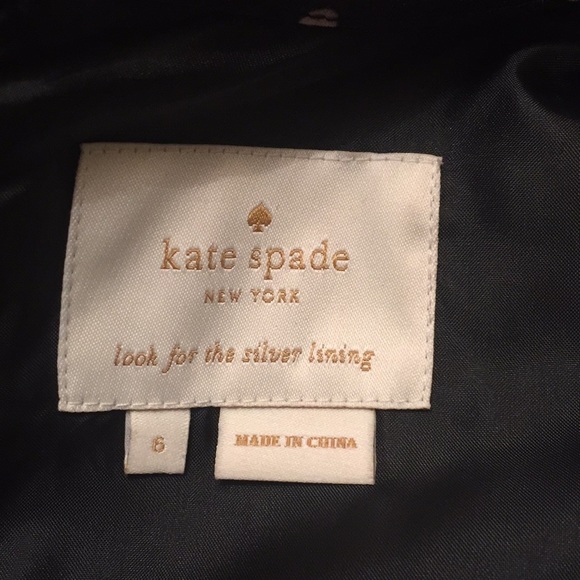 kate spade
NEW YORK
look for the silver lining
6
MADE IN CHINA